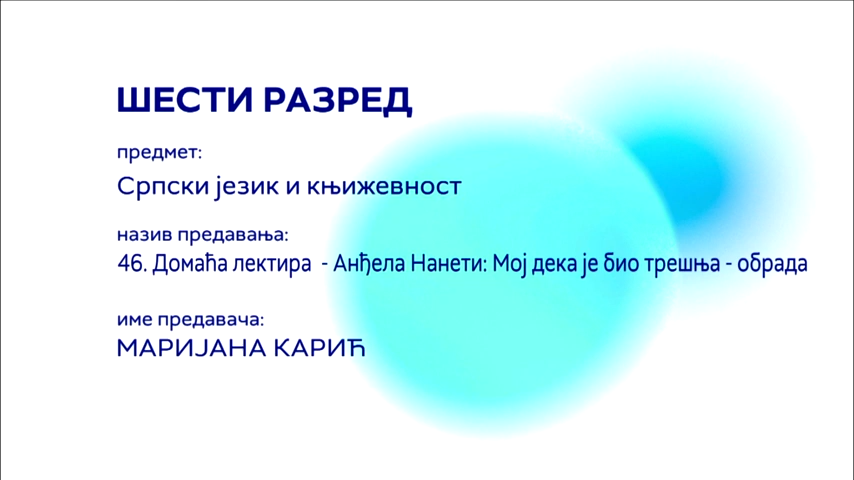 ШЕСТИ РАЗРЕД
предмет:
Српски језик и књижевност
назив предавања:
46. Домаћа лектира - Анђела Нанети: Мој дека је био трешња - обрада
име предавача:
МАРИЈАНА КАРИЋ